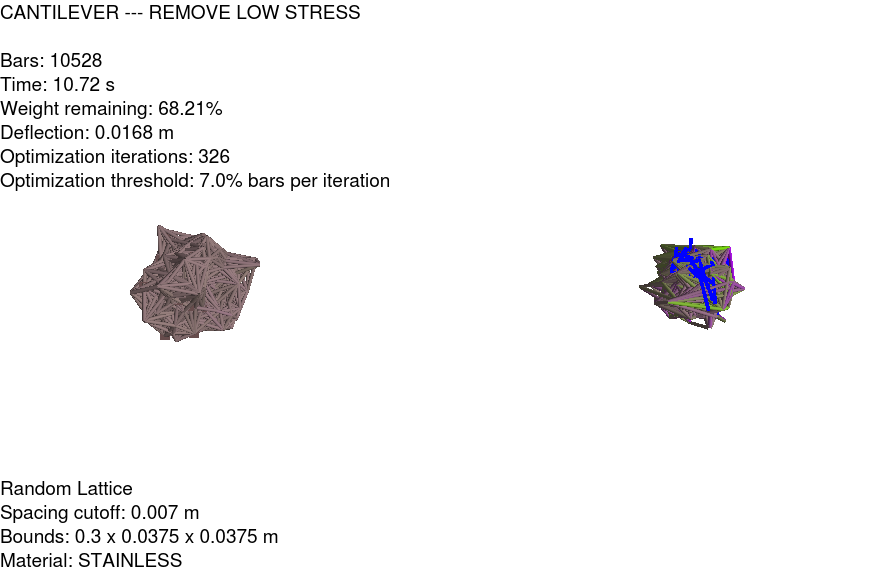 CANTILEVER --- REMOVE LOW STRESS
Bars: 10528
Time: 10.72 s
Weight remaining: 68.21%
Deflection: 0.0168 m
Optimization iterations: 326
Optimization threshold: 7.0% bars per iteration
Random Lattice
Spacing cutoff: 0.007 m
Bounds: 0.3 x 0.0375 x 0.0375 m
Material: STAINLESS